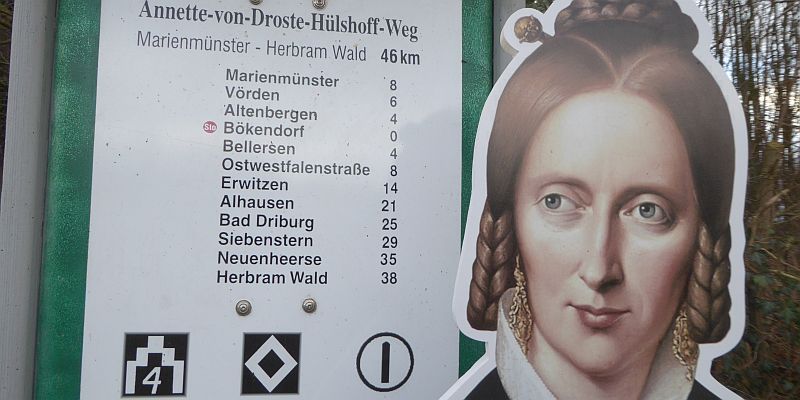 Annette-von-Droste-Hülshoff-Weg
Marienmünster - Herbram Wald 46 km
Marienmünster 8
Vörden 6
Altenbergen 4
Sto Bökendorf 0
Bellersen 4
Ostwestfalenstraße 8
Erwitzen 14
Alhausen 21
Bad Driburg 25
Siebenstern 29
Neuenheerse 35
Herbram Wald 38
4